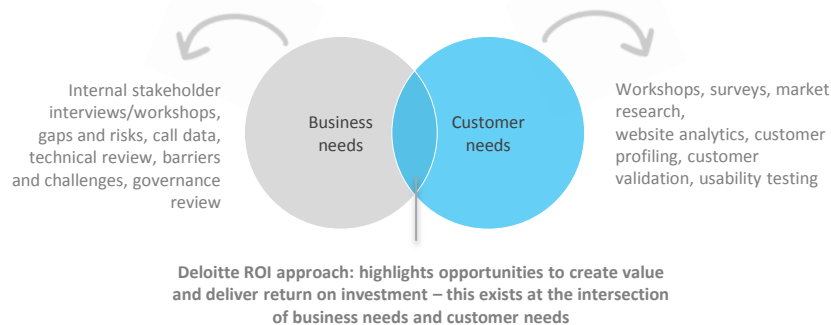 Internal stakeholder
interviews/workshops,
gaps and risks, call data,
technical review, barriers
and challenges, governance
review
Business
needs
Customer
needs
Workshops, surveys, market
research,
website analytics, customer
profiling, customer
validation, usability testing
Deloitte ROI approach: highlights opportunities to create value
and deliver return on investment – this exists at the intersection
of business needs and customer needs